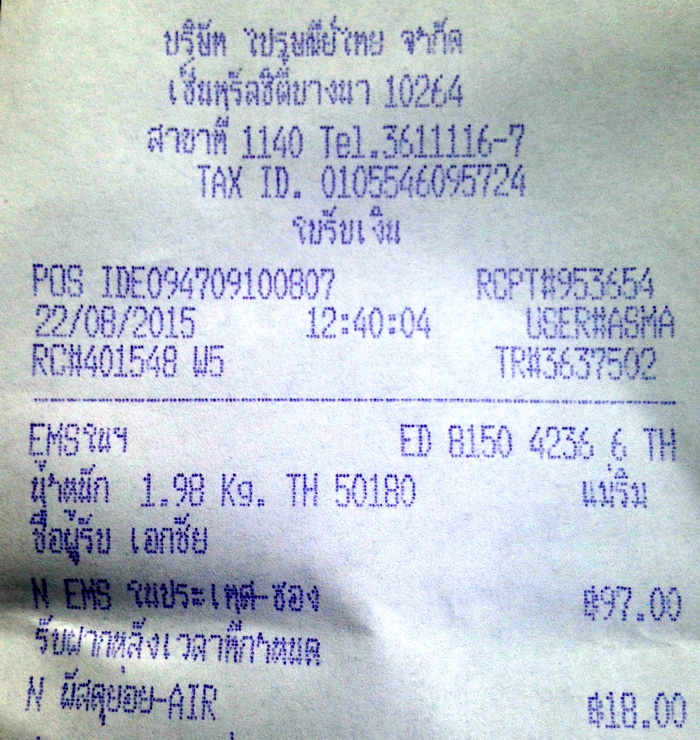 บริษัท ไปรษณีย์ไทย จำกัด
เซ็นทรัลซิตี้บางนา 10264
สาขาที่ 1140 Tel.3611116-7
TAX ID. 0105546095724
ใบรับเงิน
POS IDE094709100807 RCPT#953654
22/08/2015 12:40:04 USER#ASMA
RC#401548 W5 TR#3637502
EMSในฯ ED 8150 4236 6 TH
น้ำหนัก 1.98 Kg. TH 50180 แม่ริม
ชื่อผู้รับ เอกชัย
N EMS ในประเทศ-ซอง ฿97.00
รับฝากหลังเวลาที่กำหนด
N พัสดุย่อย-AIR ฿18.00